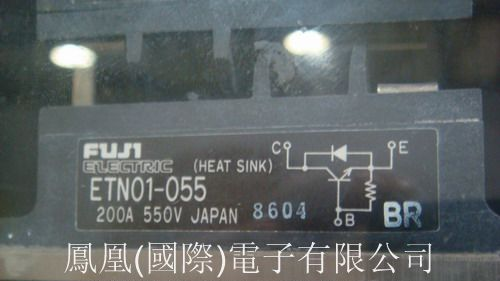 FUJI
ELECTRIC (HEAT SINK)
ETN01-055
200A 550V JAPAN 8604
C E
B
BR
鳳凰(國際)電子有限公司